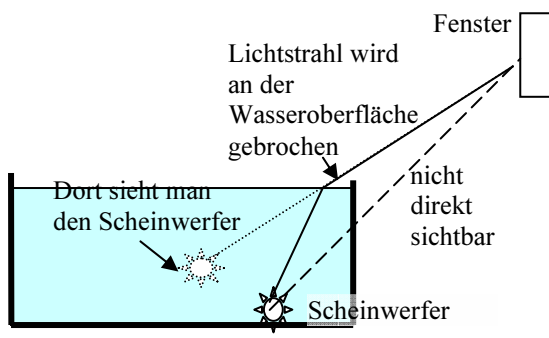 Fenster
Lichtstrahl wird
an der
Wasseroberfläche
gebrochen
nicht
direkt
sichtbar
Dort sieht man
den Scheinwerfer
Scheinwerfer